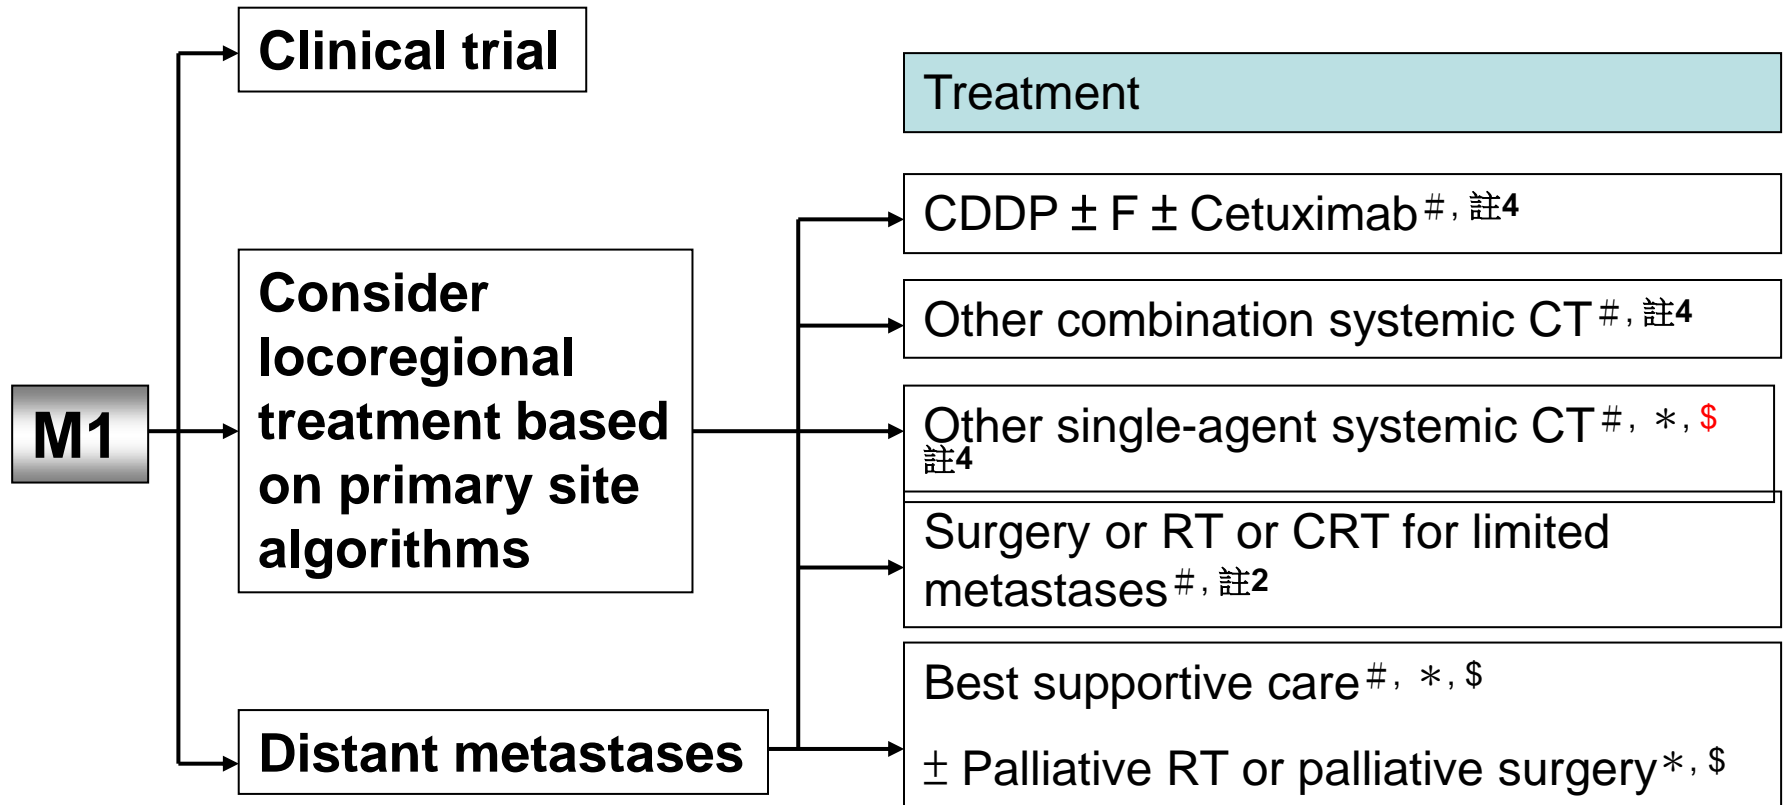 Clinical trial
Treatment
CDDP ± F ± Cetuximab #, 註4
Other combination systemic CT #, 註4
Consider
locoregional
treatment based
on primary site
algorithms
M1
Other single-agent systemic CT #, *, $
註4
Surgery or RT or CRT for limited
metastases #, 註2
Distant metastases
Best supportive care #, *, $
± Palliative RT or palliative surgery *, $